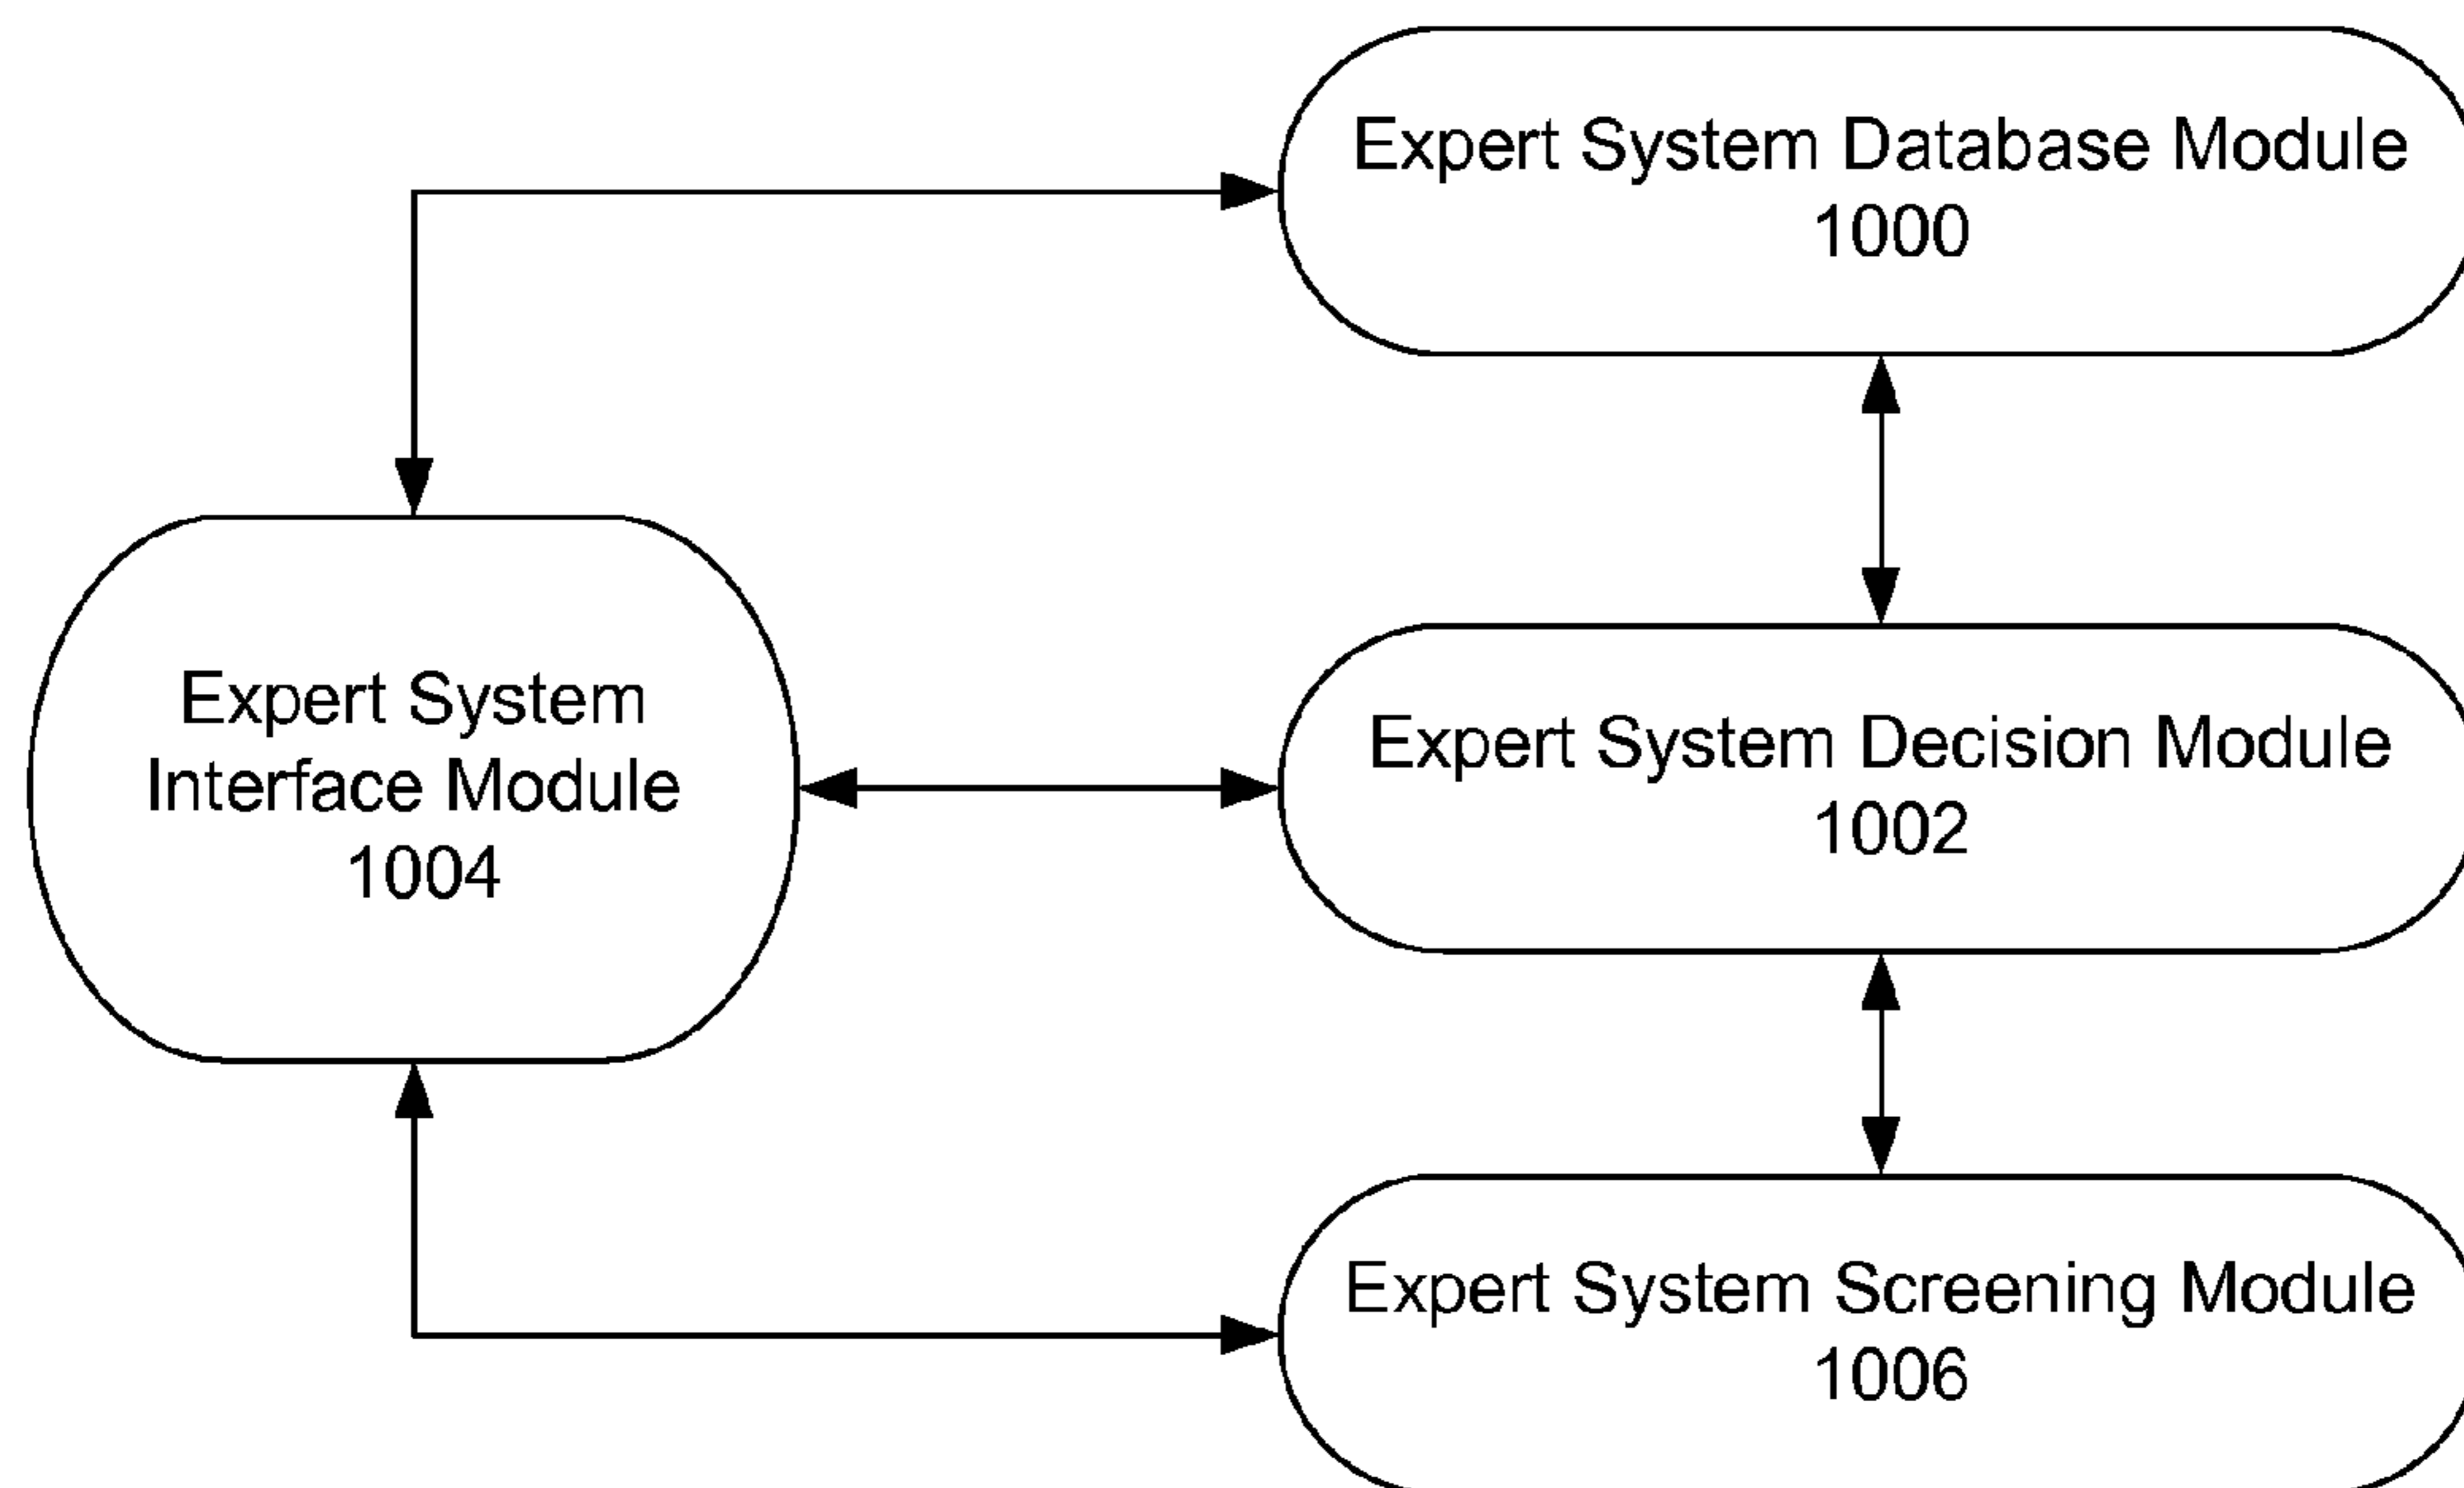 Expert System Database Module
1000
Expert System
Interface Module
1004
Expert System Decision Module
1002
Expert System Screening Module
1006